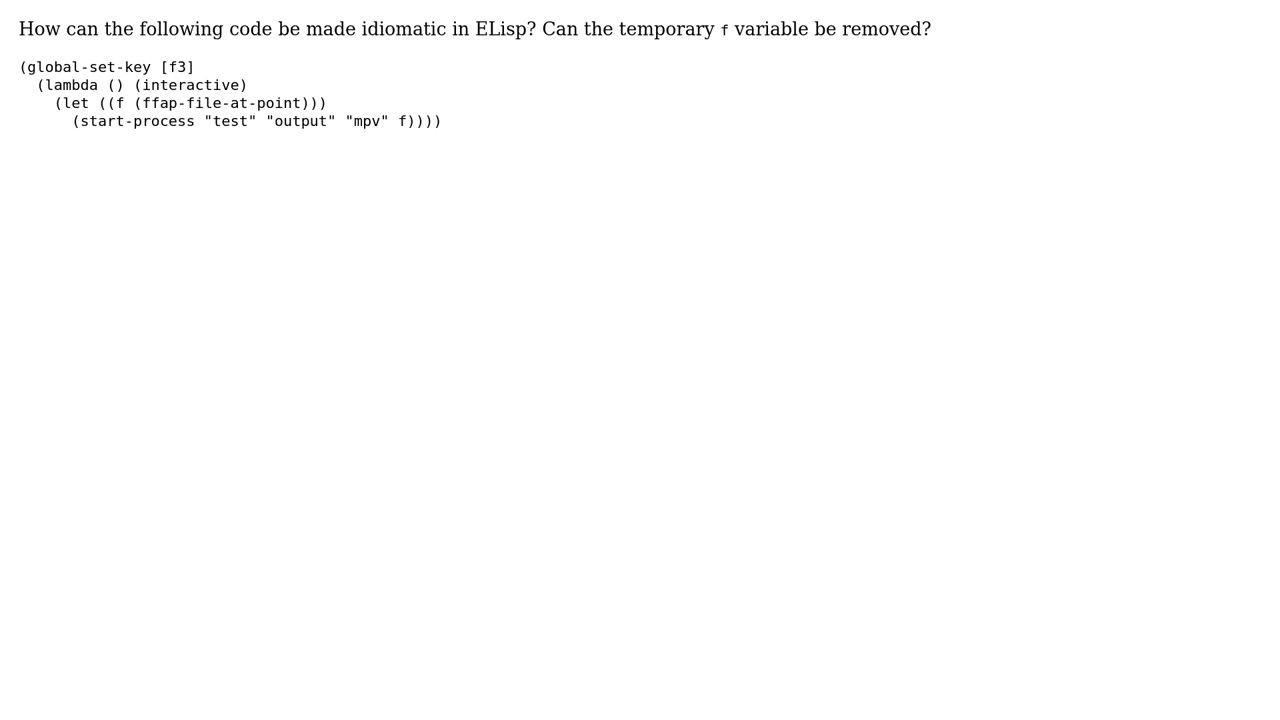 How can the following code be made idiomatic in ELisp? Can the temporary f variable be removed?
(global-set-key [f3]
  (lambda () (interactive)
    (let ((f (ffap-file-at-point)))
      (start-process "test" "output" "mpv" f))))